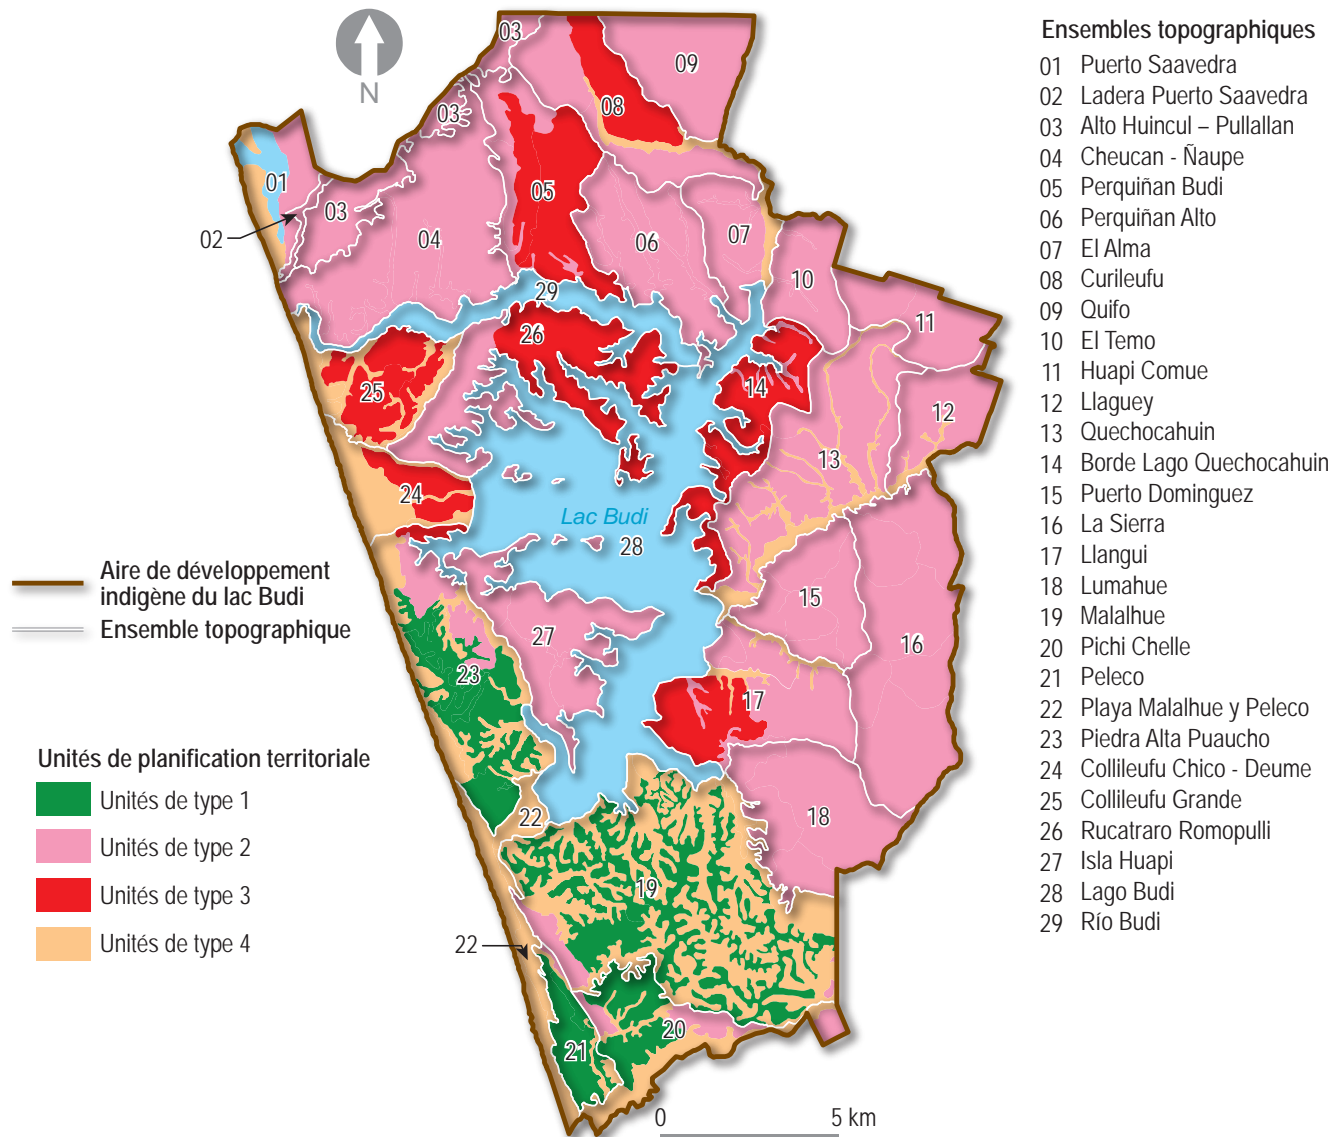 N
Ensembles topographiques
01 Puerto Saavedra
02 Ladera Puerto Saavedra
03 Alto Huincul – Pullallan
04 Cheucan - Ñaupe
05 Perquiñan Budi
06 Perquiñan Alto
07 El Alma
08 Curileufu
09 Quifo
10 El Temo
11 Huapi Comue
12 Llaguey
13 Quechocahuin
14 Borde Lago Quechocahuin
15 Puerto Dominguez
16 La Sierra
17 Llangui
18 Lumahue
19 Malalhue
20 Pichi Chelle
21 Peleco
22 Playa Malalhue y Peleco
23 Piedra Alta Puaucho
24 Collileufu Chico - Deume
25 Collileufu Grande
26 Rucatraro Romopulli
27 Isla Huapi
28 Lago Budi
29 Río Budi
03
09
03
08
01
05
03
02
04
06
07
10
29
11
26
25
14
12
13
24
Lac Budi
28
15
27
16
23
17
22
18
19
22
20
21
Aire de développement
indigène du lac Budi
Ensemble topographique
Unités de planification territoriale
Unités de type 1
Unités de type 2
Unités de type 3
Unités de type 4
0 5 km